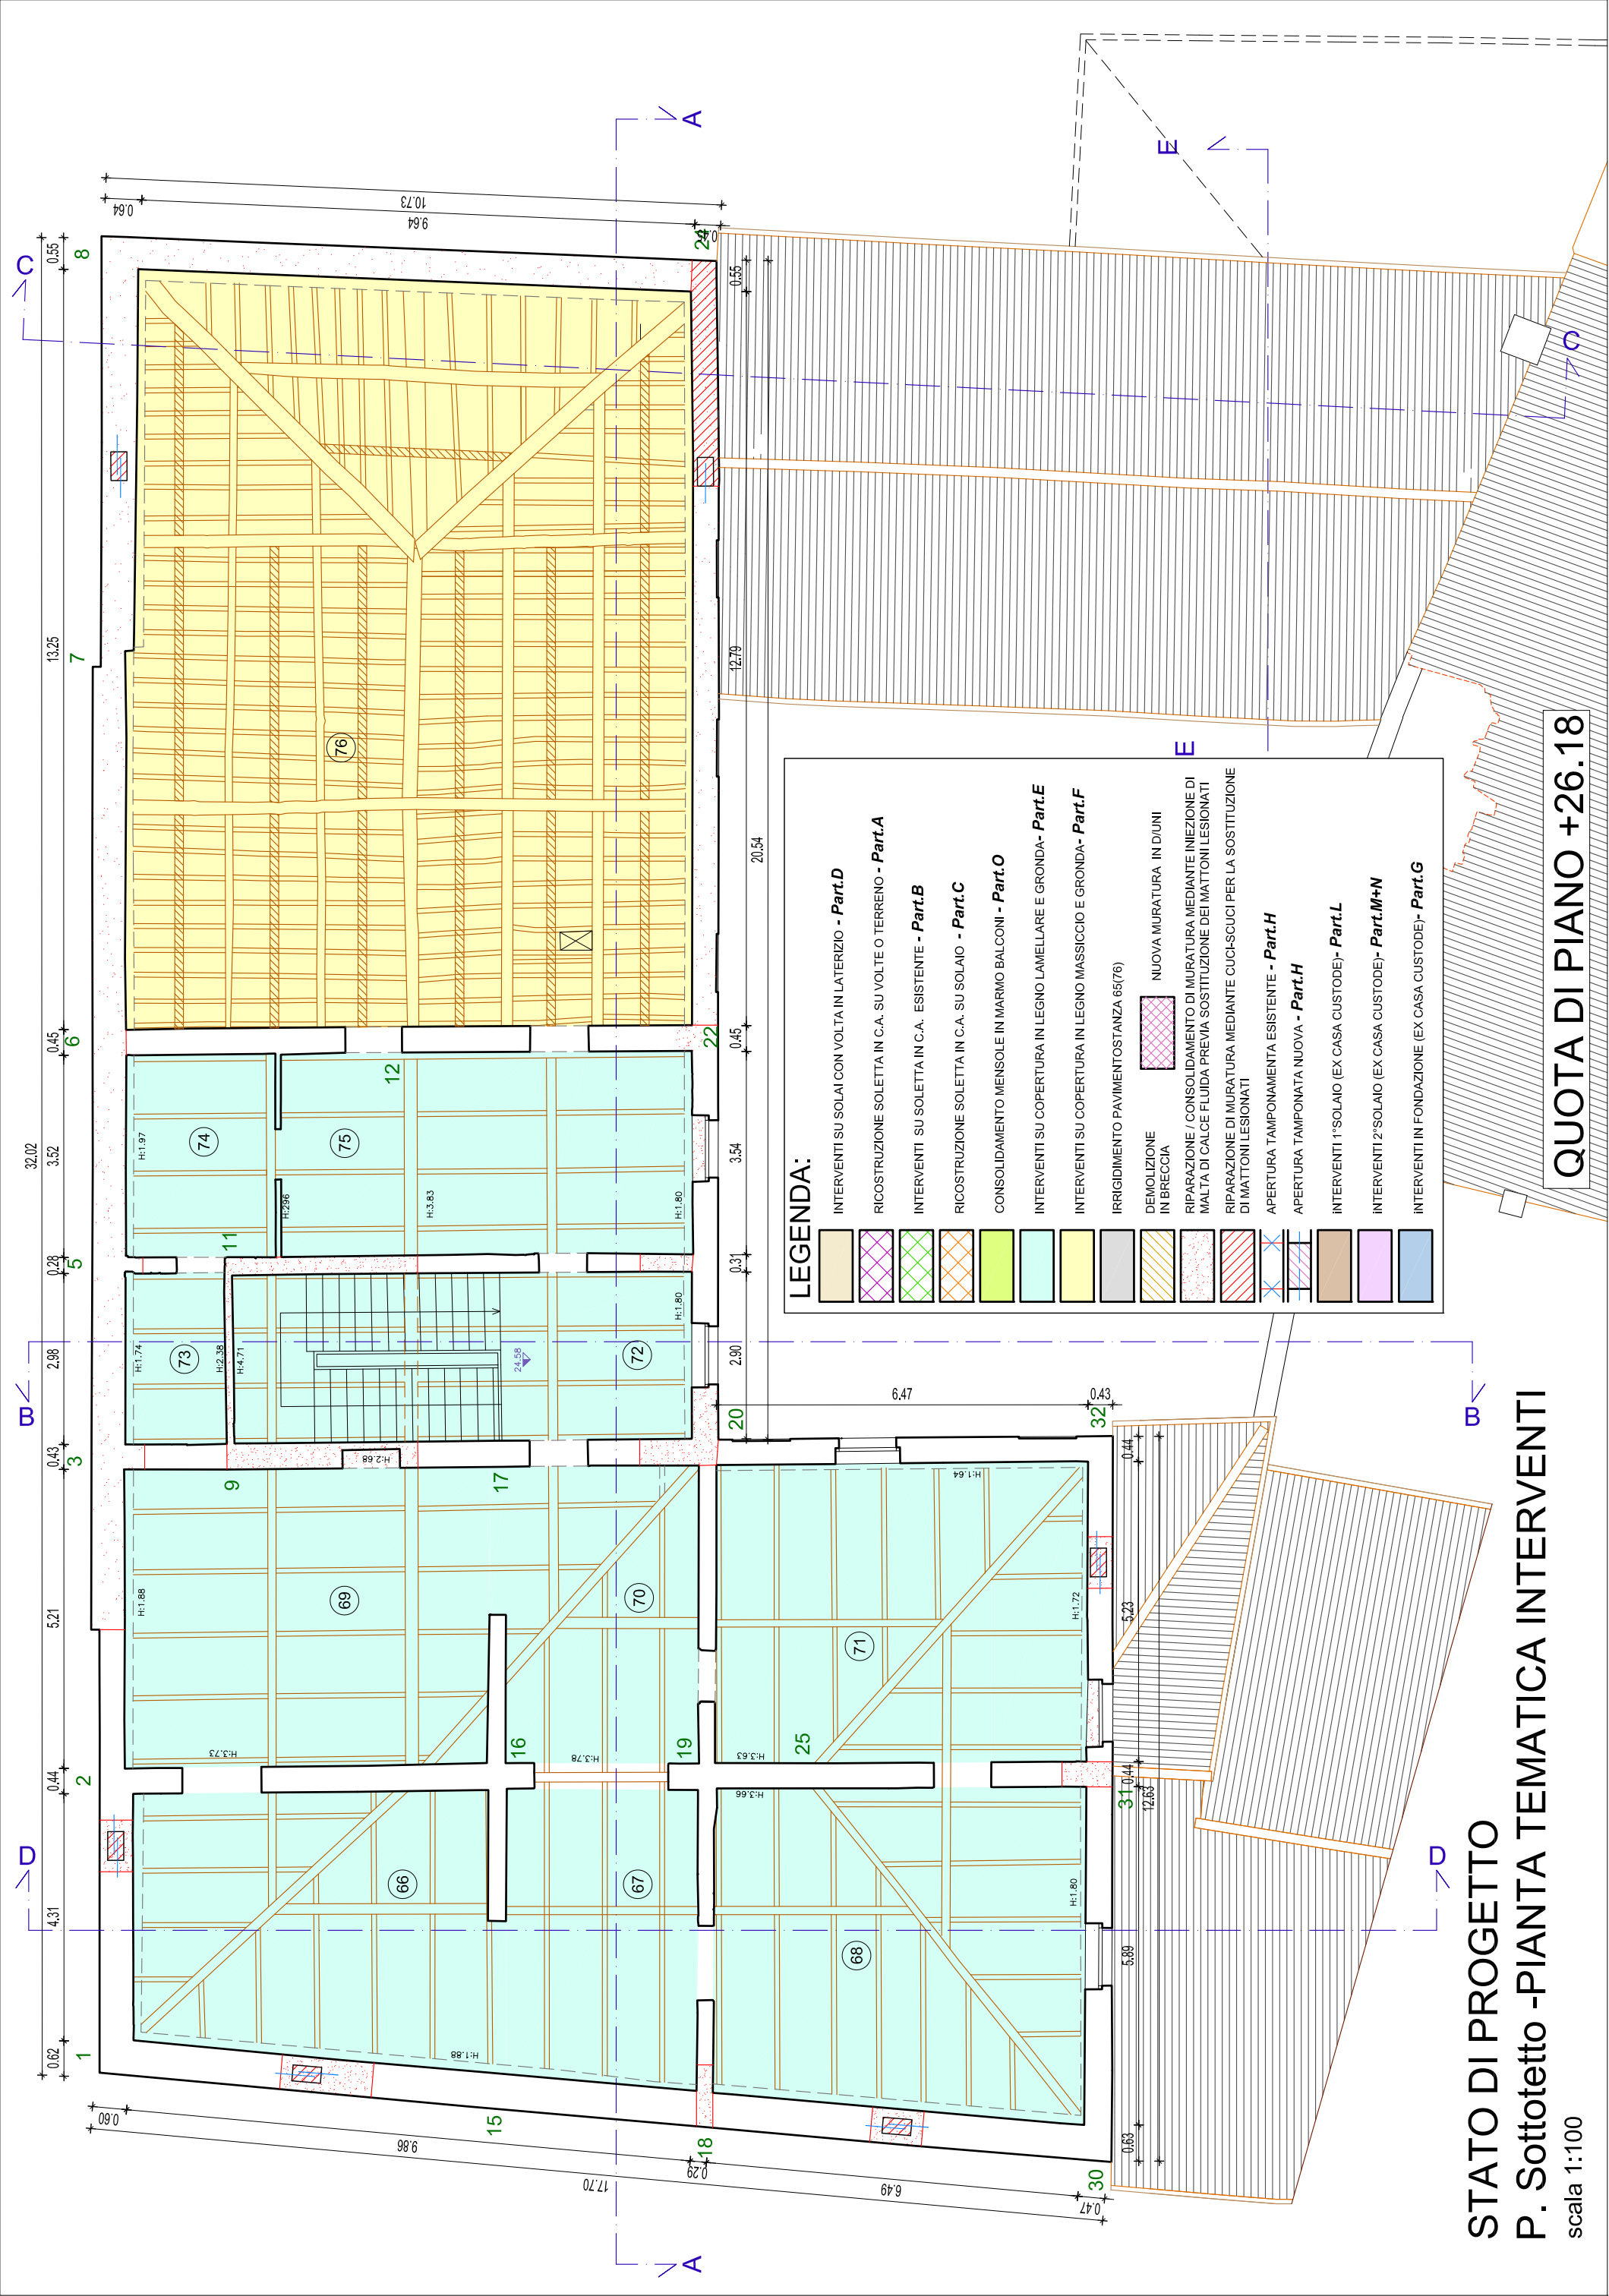 STATO DI PROGETTO
P. Sottotetto -PIANTA TEMATICA INTERVENTI
scala 1:100
QUOTA DI PIANO +26.18
LEGENDA:
INTERVENTI SU SOLAI CON VOLTA IN LATERIZIO - Part.D
RICOSTRUZIONE SOLETTA IN C.A. SU VOLTE O TERRENO - Part.A
INTERVENTI SU SOLETTA IN C.A. ESISTENTE - Part.B
RICOSTRUZIONE SOLETTA IN C.A. SU SOLAIO - Part.C
CONSOLIDAMENTO MENSOLE IN MARMO BALCONI - Part.O
INTERVENTI SU COPERTURA IN LEGNO LAMELLARE E GRONDA- Part.E
INTERVENTI SU COPERTURA IN LEGNO MASSICCIO E GRONDA- Part.F
IRRIGIDIMENTO PAVIMENTOSTANZA 65(76)
DEMOLIZIONE
IN BRECCIA
NUOVA MURATURA IN D/UNI
RIPARAZIONE / CONSOLIDAMENTO DI MURATURA MEDIANTE INIEZIONE DI
MALTA DI CALCE FLUIDA PREVIA SOSTITUZIONE DEI MATTONI LESIONATI
RIPARAZIONE DI MURATURA MEDIANTE CUCI-SCUCI PER LA SOSTITUZIONE
DI MATTONI LESIONATI
APERTURA TAMPONAMENTA ESISTENTE - Part.H
APERTURA TAMPONATA NUOVA - Part.H
iNTERVENTI 1°SOLAIO (EX CASA CUSTODE)- Part.L
iNTERVENTI 2°SOLAIO (EX CASA CUSTODE)- Part.M+N
INTERVENTI IN FONDAZIONE (EX CASA CUSTODE)- Part.G
32.02
0.62
4.31
0.44
5.21
0.43
2.98
0.28
3.52
0.45
13.25
0.55
1
2
3
5
6
7
8
D
B
C
0.60
9.86
0.29
6.49
0.47
17.70
0.64
9.64
10.73
A
A
H:1.88
H:3.73
H:1.74
H:2.38
H:4.71
H:1.97
H:296
H:3.83
H:2.68
H:1.80
H:1.80
H:1.88
H:3.78
H:3.63
H:3.66
H:1.64
H:1.72
H:1.80
66
67
68
69
70
71
72
73
74
75
76
24.58
9
11
12
15
16
17
18
19
20
22
25
30
31
32
2.90
0.31
3.54
0.45
12.79
0.55
20.54
6.47
0.43
0.63
5.89
0.44
5.23
0.44
12.63
D
B
C
E
E